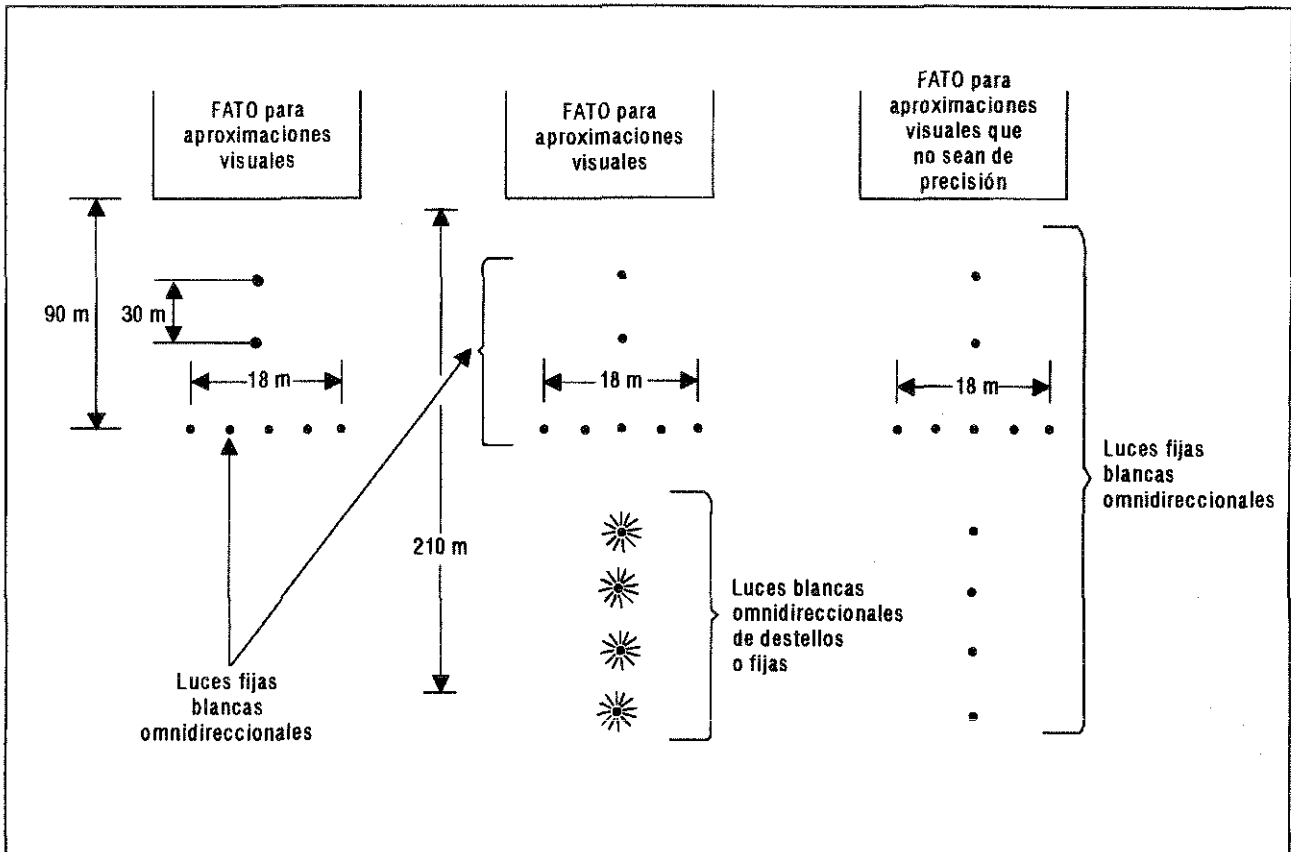 FATO para
aproximaciones
visuales
FATO para
aproximaciones
visuales
FATO para
aproximaciones
visuales que
no sean de
precisión
90 m
30 m
18 m
18 m
18 m
210 m
Luces fijas
blancas
omnidireccionales
Luces blancas
omnidireccionales
de destellos
o fijas
Luces fijas
blancas
omnidireccionales